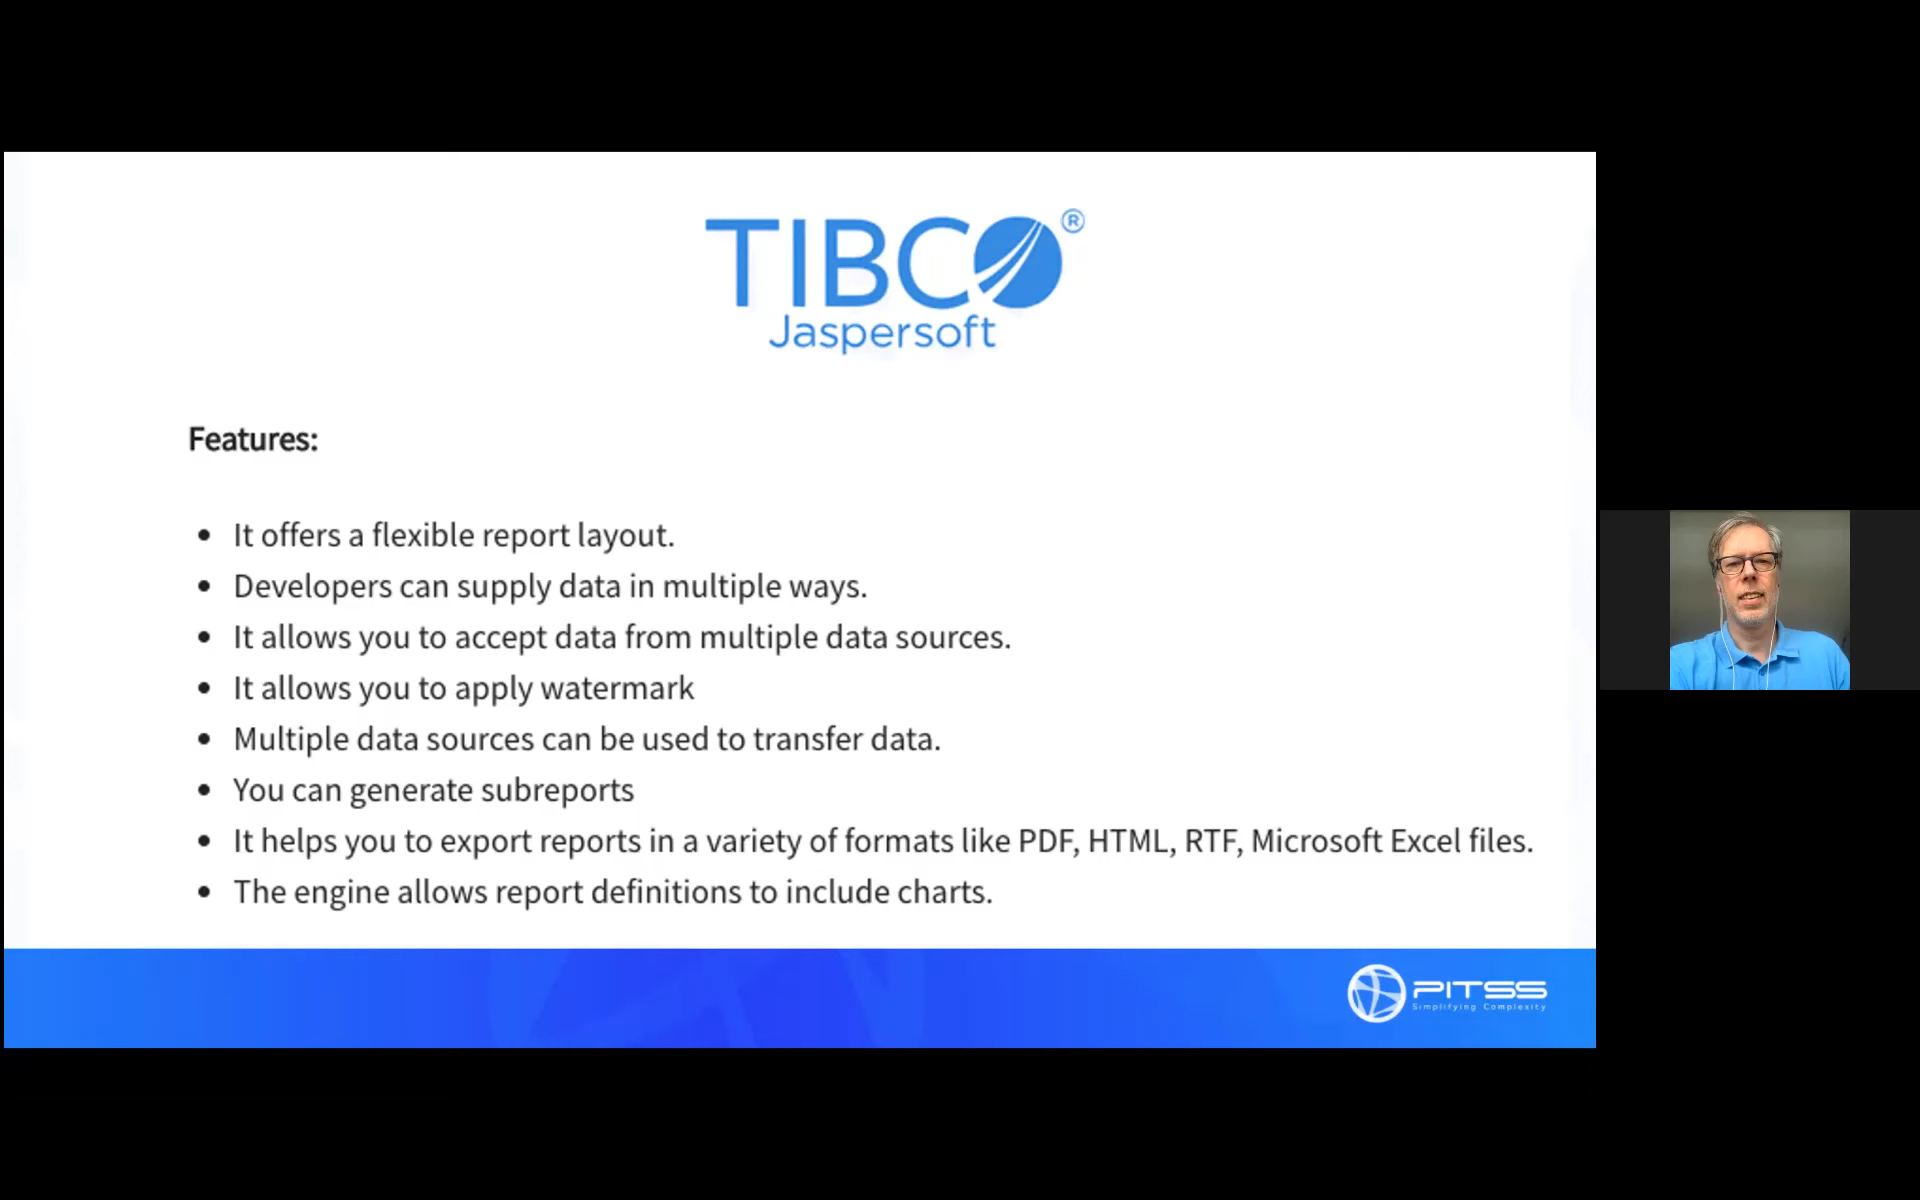 TIBCO®
Jaspersoft
Features:
• It offers a flexible report layout.
• Developers can supply data in multiple ways.
• It allows you to accept data from multiple data sources.
• It allows you to apply watermark
• Multiple data sources can be used to transfer data.
• You can generate subreports
• It helps you to export reports in a variety of formats like PDF, HTML, RTF, Microsoft Excel files.
• The engine allows report definitions to include charts.
PITSS
Simplifying Complexity